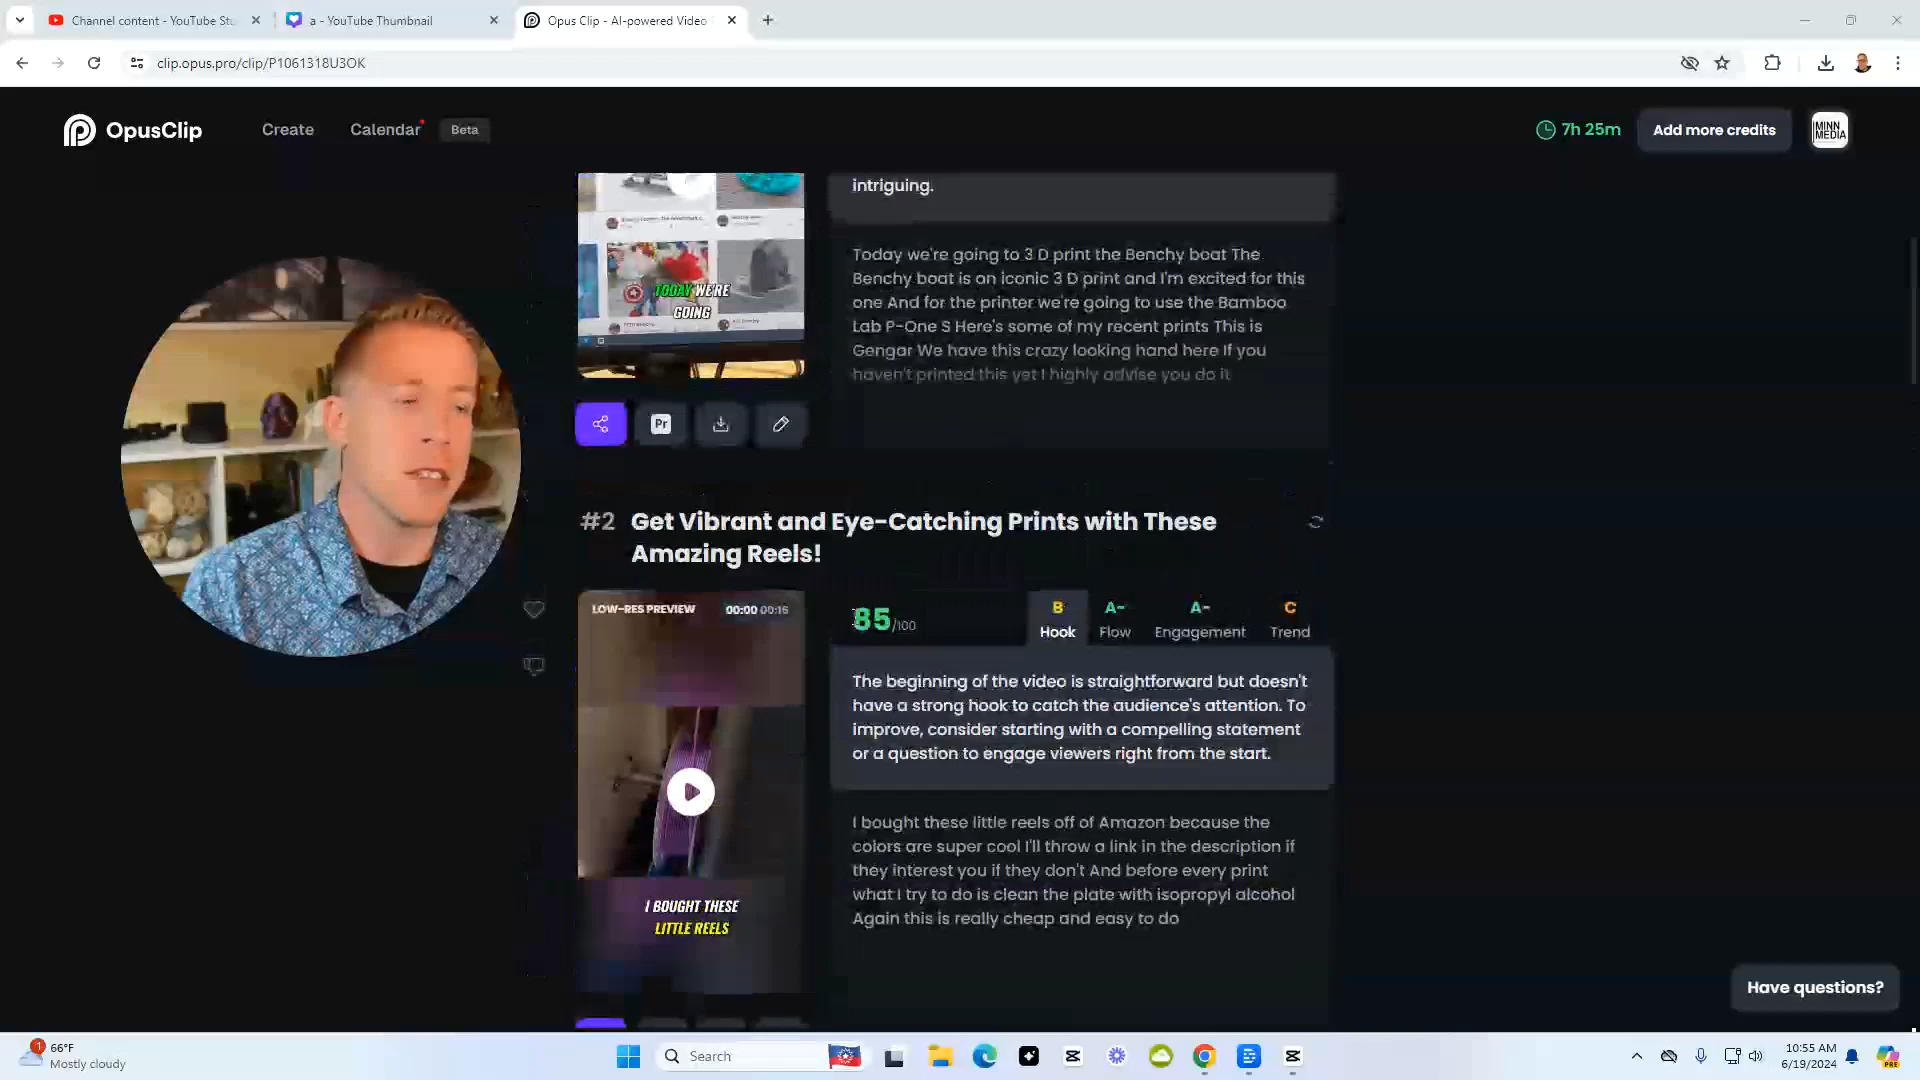 Channel content - YouTube Stu
a - YouTube Thumbnail
Opus Clip - AI-powered Video
clip.opus.pro/clip/P1061318U3OK
OpusClip
Create
Calendar
Beta
7h 25m
Add more credits
MINN
MEDIA
intriguing.
TODAY WE'RE
GOING
Today we're going to 3 D print the Benchy boat The
Benchy boat is on iconic 3 D print and I'm excited for this
one And for the printer we're going to use the Bamboo
Lab P-One S Here's some of my recent prints This is
Gengar We have this crazy looking hand here If you
haven't printed this yet I highly advise you do it
Pr
#2 Get Vibrant and Eye-Catching Prints with These
Amazing Reels!
LOW-RES PREVIEW 00:00 00:16
I BOUGHT THESE
LITTLE REELS
85/100
B
Hook
A-
Flow
A-
Engagement
C
Trend
The beginning of the video is straightforward but doesn't
have a strong hook to catch the audience's attention. To
improve, consider starting with a compelling statement
or a question to engage viewers right from the start.
I bought these little reels off of Amazon because the
colors are super cool I'll throw a link in the description if
they interest you if they don't And before every print
what I try to do is clean the plate with isopropyl alcohol
Again this is really cheap and easy to do
Have questions?
1
66°F
Mostly cloudy
Search
10:55 AM
6/19/2024
PRE